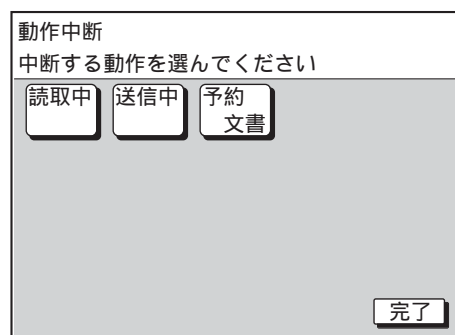 動作中断
中断する動作を選んでください
読取中 送信中 予約
文書
完了